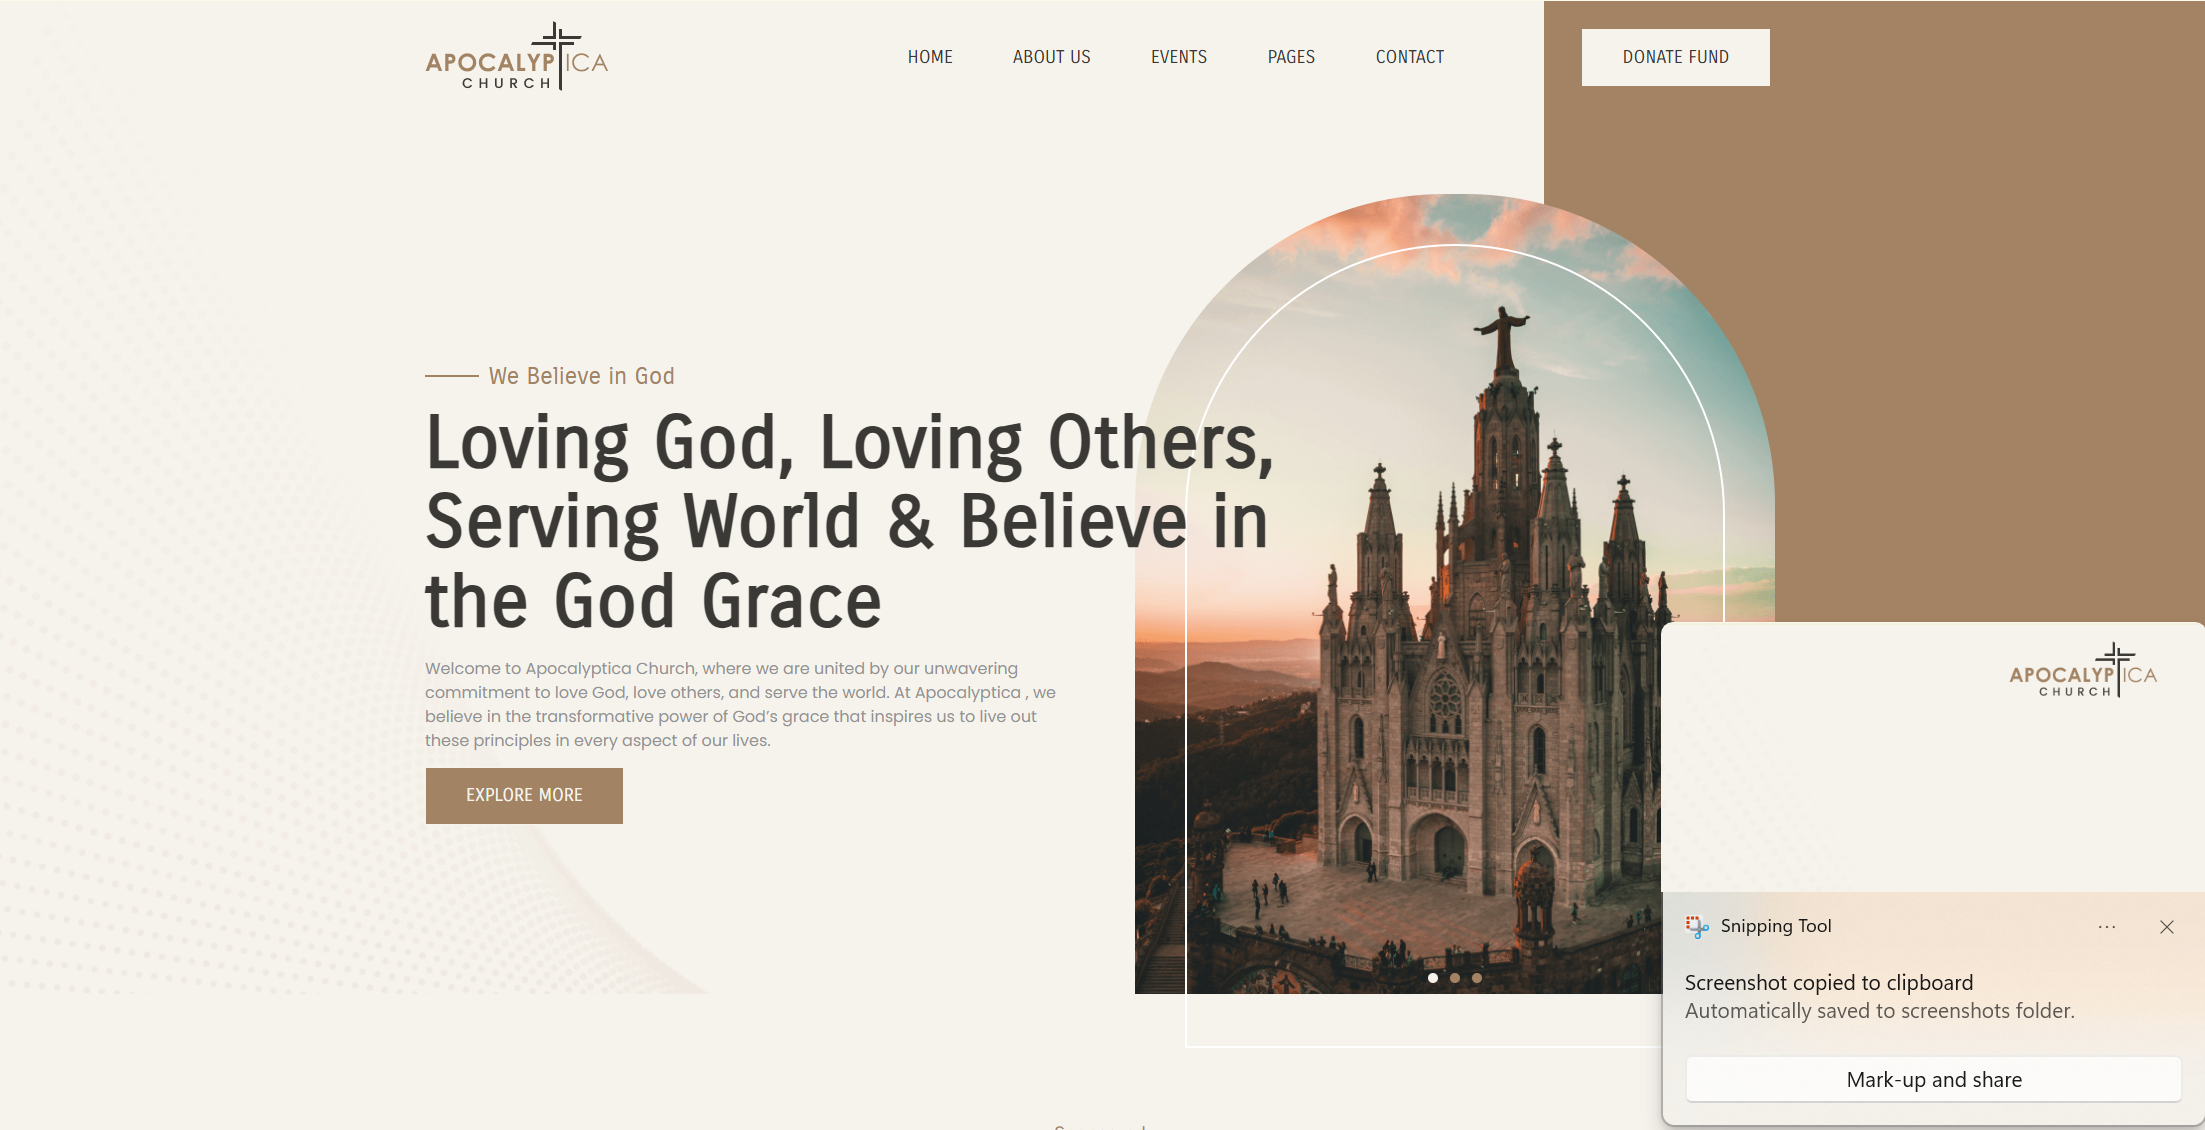 APOCALYPTICA
CHURCH
HOME
ABOUT US
EVENTS
PAGES
CONTACT
DONATE FUND
We Believe in God
Loving God, Loving Others,
Serving World & Believe in
the God Grace
Welcome to Apocalyptica Church, where we are united by our unwavering
commitment to love God, love others, and serve the world. At Apocalyptica , we
believe in the transformative power of God’s grace that inspires us to live out
these principles in every aspect of our lives.
EXPLORE MORE
APOCALYPTICA
CHURCH
Snipping Tool
Screenshot copied to clipboard
Automatically saved to screenshots folder.
Mark-up and share